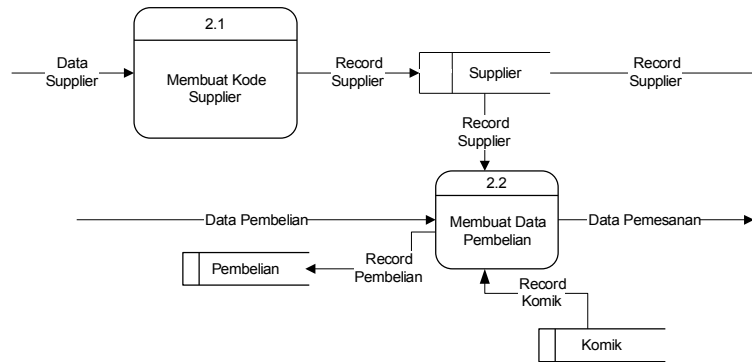 2.1
Data
Supplier
Membuat Kode
Supplier
Record
Supplier
Supplier
Record
Supplier
Record
Supplier
2.2
Data Pembelian
Membuat Data
Pembelian
Data Pemesanan
Pembelian
Record
Pembelian
Record
Komik
Komik